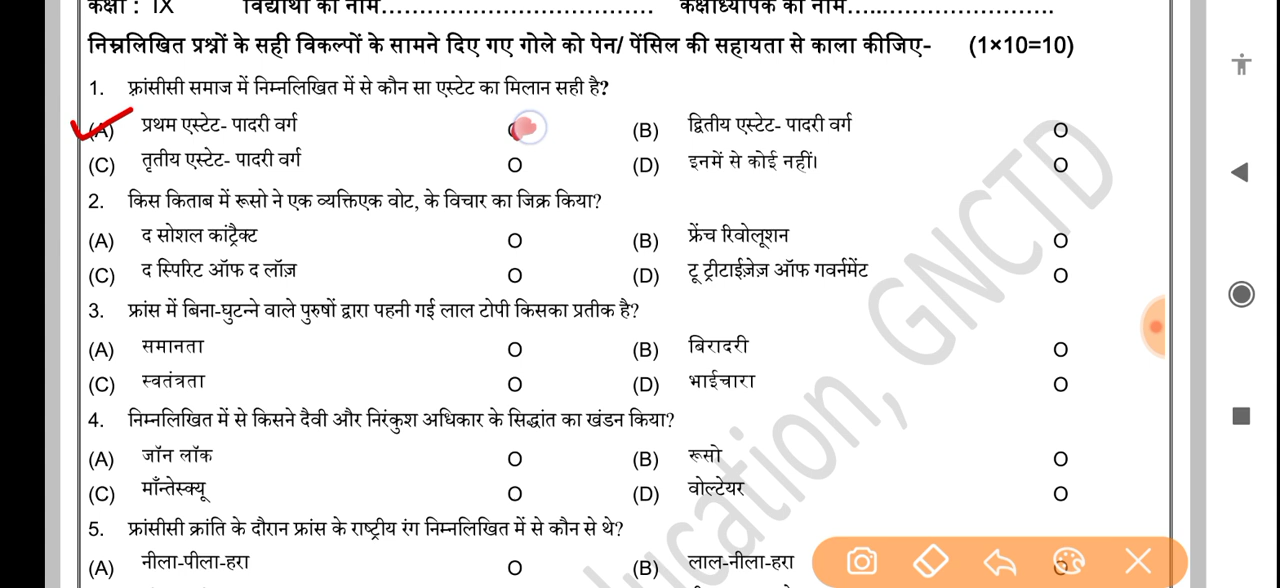 कक्षा : IX विद्यार्थी का नाम.................................... कक्षाध्यापक का नाम............................
निम्नलिखित प्रश्नों के सही विकल्पों के सामने दिए गए गोले को पेन/ पेंसिल की सहायता से काला कीजिए- (1×10=10)
1. फ़्रांसीसी समाज में निम्नलिखित में से कौन सा एस्टेट का मिलान सही है?
(A) प्रथम एस्टेट- पादरी वर्ग (B) द्वितीय एस्टेट- पादरी वर्ग O
(C) तृतीय एस्टेट- पादरी वर्ग O (D) इनमें से कोई नहीं। O
2. किस किताब में रूसो ने एक व्यक्तिएक वोट, के विचार का जिक्र किया?
(A) द सोशल कांट्रैक्ट O (B) फ्रेंच रिवोलूशन O
(C) द स्पिरिट ऑफ द लॉज़ O (D) टू ट्रीटाईज़ेज़ ऑफ गवर्नमेंट O
3. फ्रांस में बिना-घुटन्ने वाले पुरुषों द्वारा पहनी गई लाल टोपी किसका प्रतीक है?
(A) समानता O (B) बिरादरी O
(C) स्वतंत्रता O (D) भाईचारा O
4. निम्नलिखित में से किसने दैवी और निरंकुश अधिकार के सिद्धांत का खंडन किया?
(A) जॉन लॉक O (B) रूसो O
(C) माँन्तेस्क्यू O (D) वोल्टेयर O
5. फ्रांसीसी क्रांति के दौरान फ्रांस के राष्ट्रीय रंग निम्नलिखित में से कौन से थे?
(A) नीला-पीला-हरा O (B) लाल-नीला-हरा
ucation, GNCTD